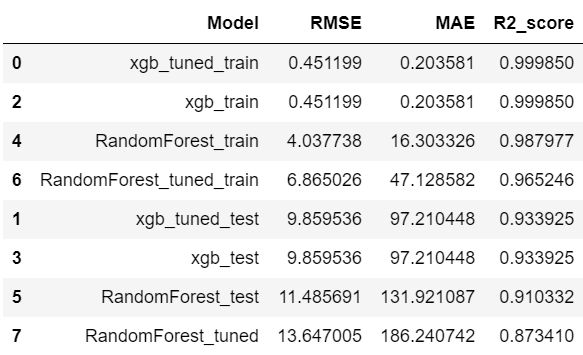 Model RMSE MAE R2_score
0 xgb_tuned_train 0.451199 0.203581 0.999850
2 xgb_train 0.451199 0.203581 0.999850
4 RandomForest_train 4.037738 16.303326 0.987977
6 RandomForest_tuned_train 6.865026 47.128582 0.965246
1 xgb_tuned_test 9.859536 97.210448 0.933925
3 xgb_test 9.859536 97.210448 0.933925
5 RandomForest_test 11.485691 131.921087 0.910332
7 RandomForest_tuned 13.647005 186.240742 0.873410